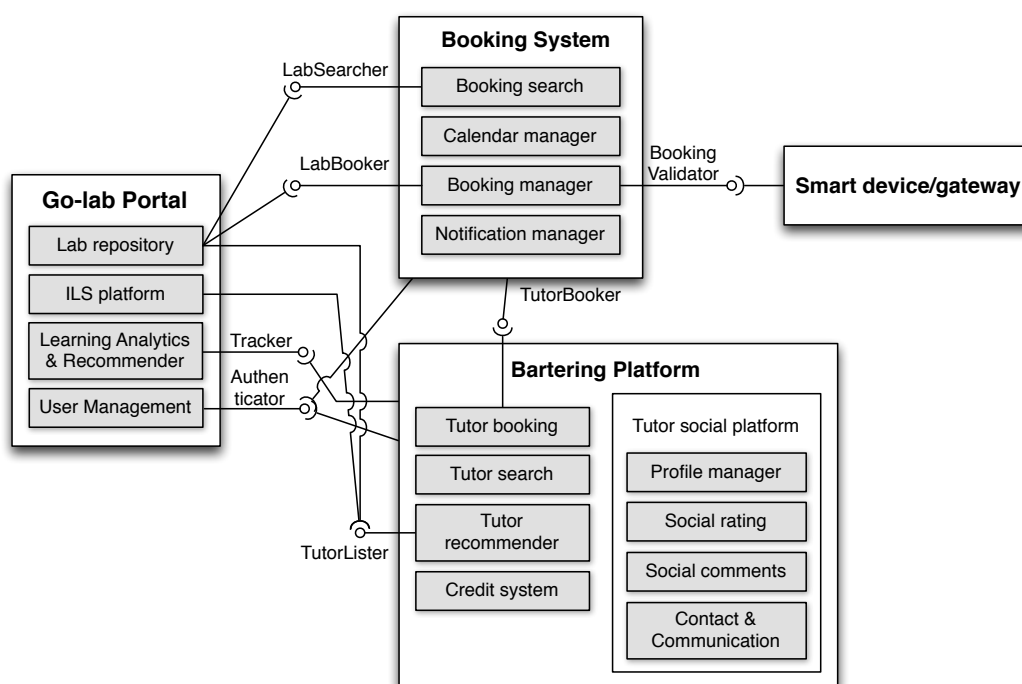 Booking System
LabSearcher
Booking search
Calendar manager
LabBooker
Booking manager
Notification manager
Booking
Validator
Smart device/gateway
Go-lab Portal
Lab repository
ILS platform
Learning Analytics
& Recommender
User Management
Tracker
Authen
ticator
TutorBooker
TutorLister
Bartering Platform
Tutor booking
Tutor search
Tutor
recommender
Credit system
Tutor social platform
Profile manager
Social rating
Social comments
Contact &
Communication